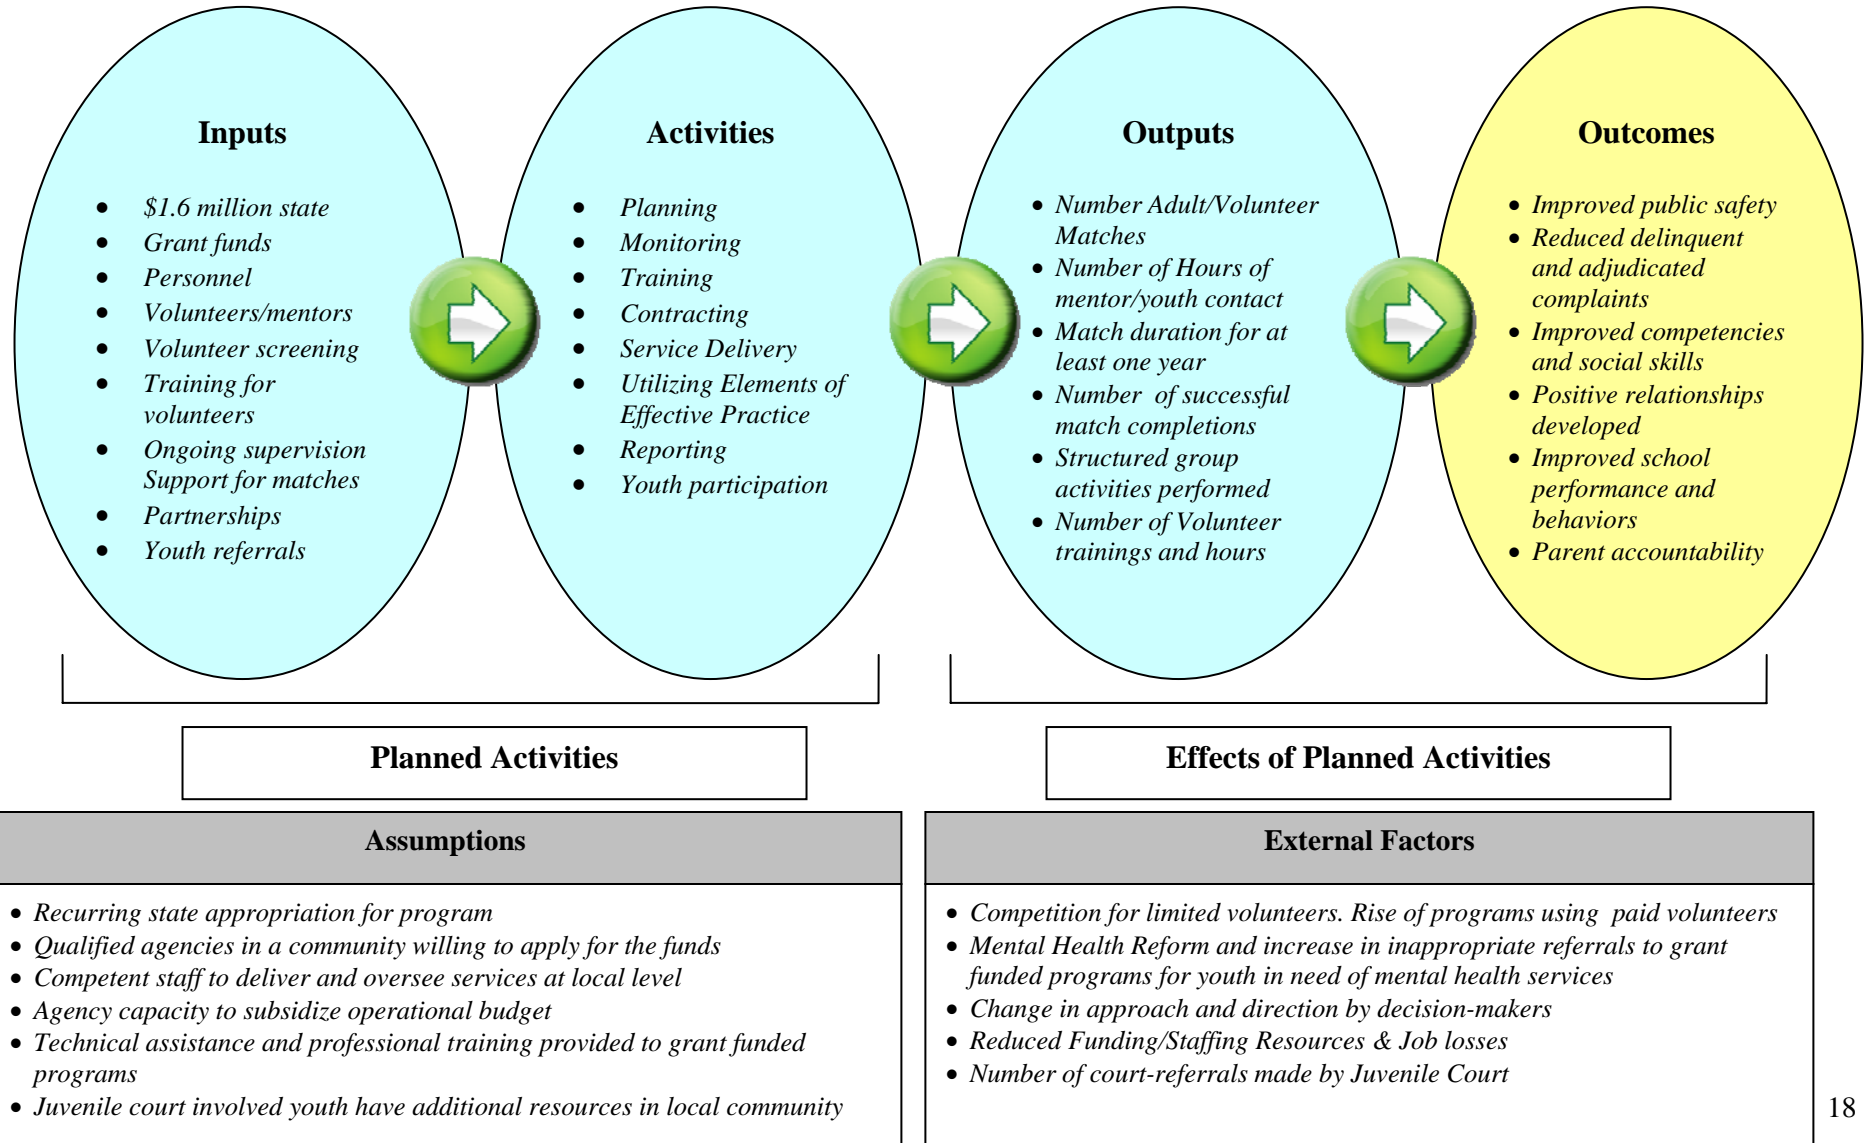 Inputs
• $1.6 million state
• Grant funds
• Personnel
• Volunteers/mentors
• Volunteer screening
• Training for
volunteers
• Ongoing supervision
Support for matches
• Partnerships
• Youth referrals
Activities
• Planning
• Monitoring
• Training
• Contracting
• Service Delivery
• Utilizing Elements of
Effective Practice
• Reporting
• Youth participation
Outputs
• Number Adult/Volunteer
Matches
• Number of Hours of
mentor/youth contact
• Match duration for at
least one year
• Number of successful
match completions
• Structured group
activities performed
• Number of Volunteer
trainings and hours
Outcomes
• Improved public safety
• Reduced delinquent
and adjudicated
complaints
• Improved competencies
and social skills
• Positive relationships
developed
• Improved school
performance and
behaviors
• Parent accountability
Planned Activities
Effects of Planned Activities
Assumptions
• Recurring state appropriation for program
• Qualified agencies in a community willing to apply for the funds
• Competent staff to deliver and oversee services at local level
• Agency capacity to subsidize operational budget
• Technical assistance and professional training provided to grant funded
programs
• Juvenile court involved youth have additional resources in local community
External Factors
• Competition for limited volunteers. Rise of programs using paid volunteers
• Mental Health Reform and increase in inappropriate referrals to grant
funded programs for youth in need of mental health services
• Change in approach and direction by decision-makers
• Reduced Funding/Staffing Resources & Job losses
• Number of court-referrals made by Juvenile Court
18